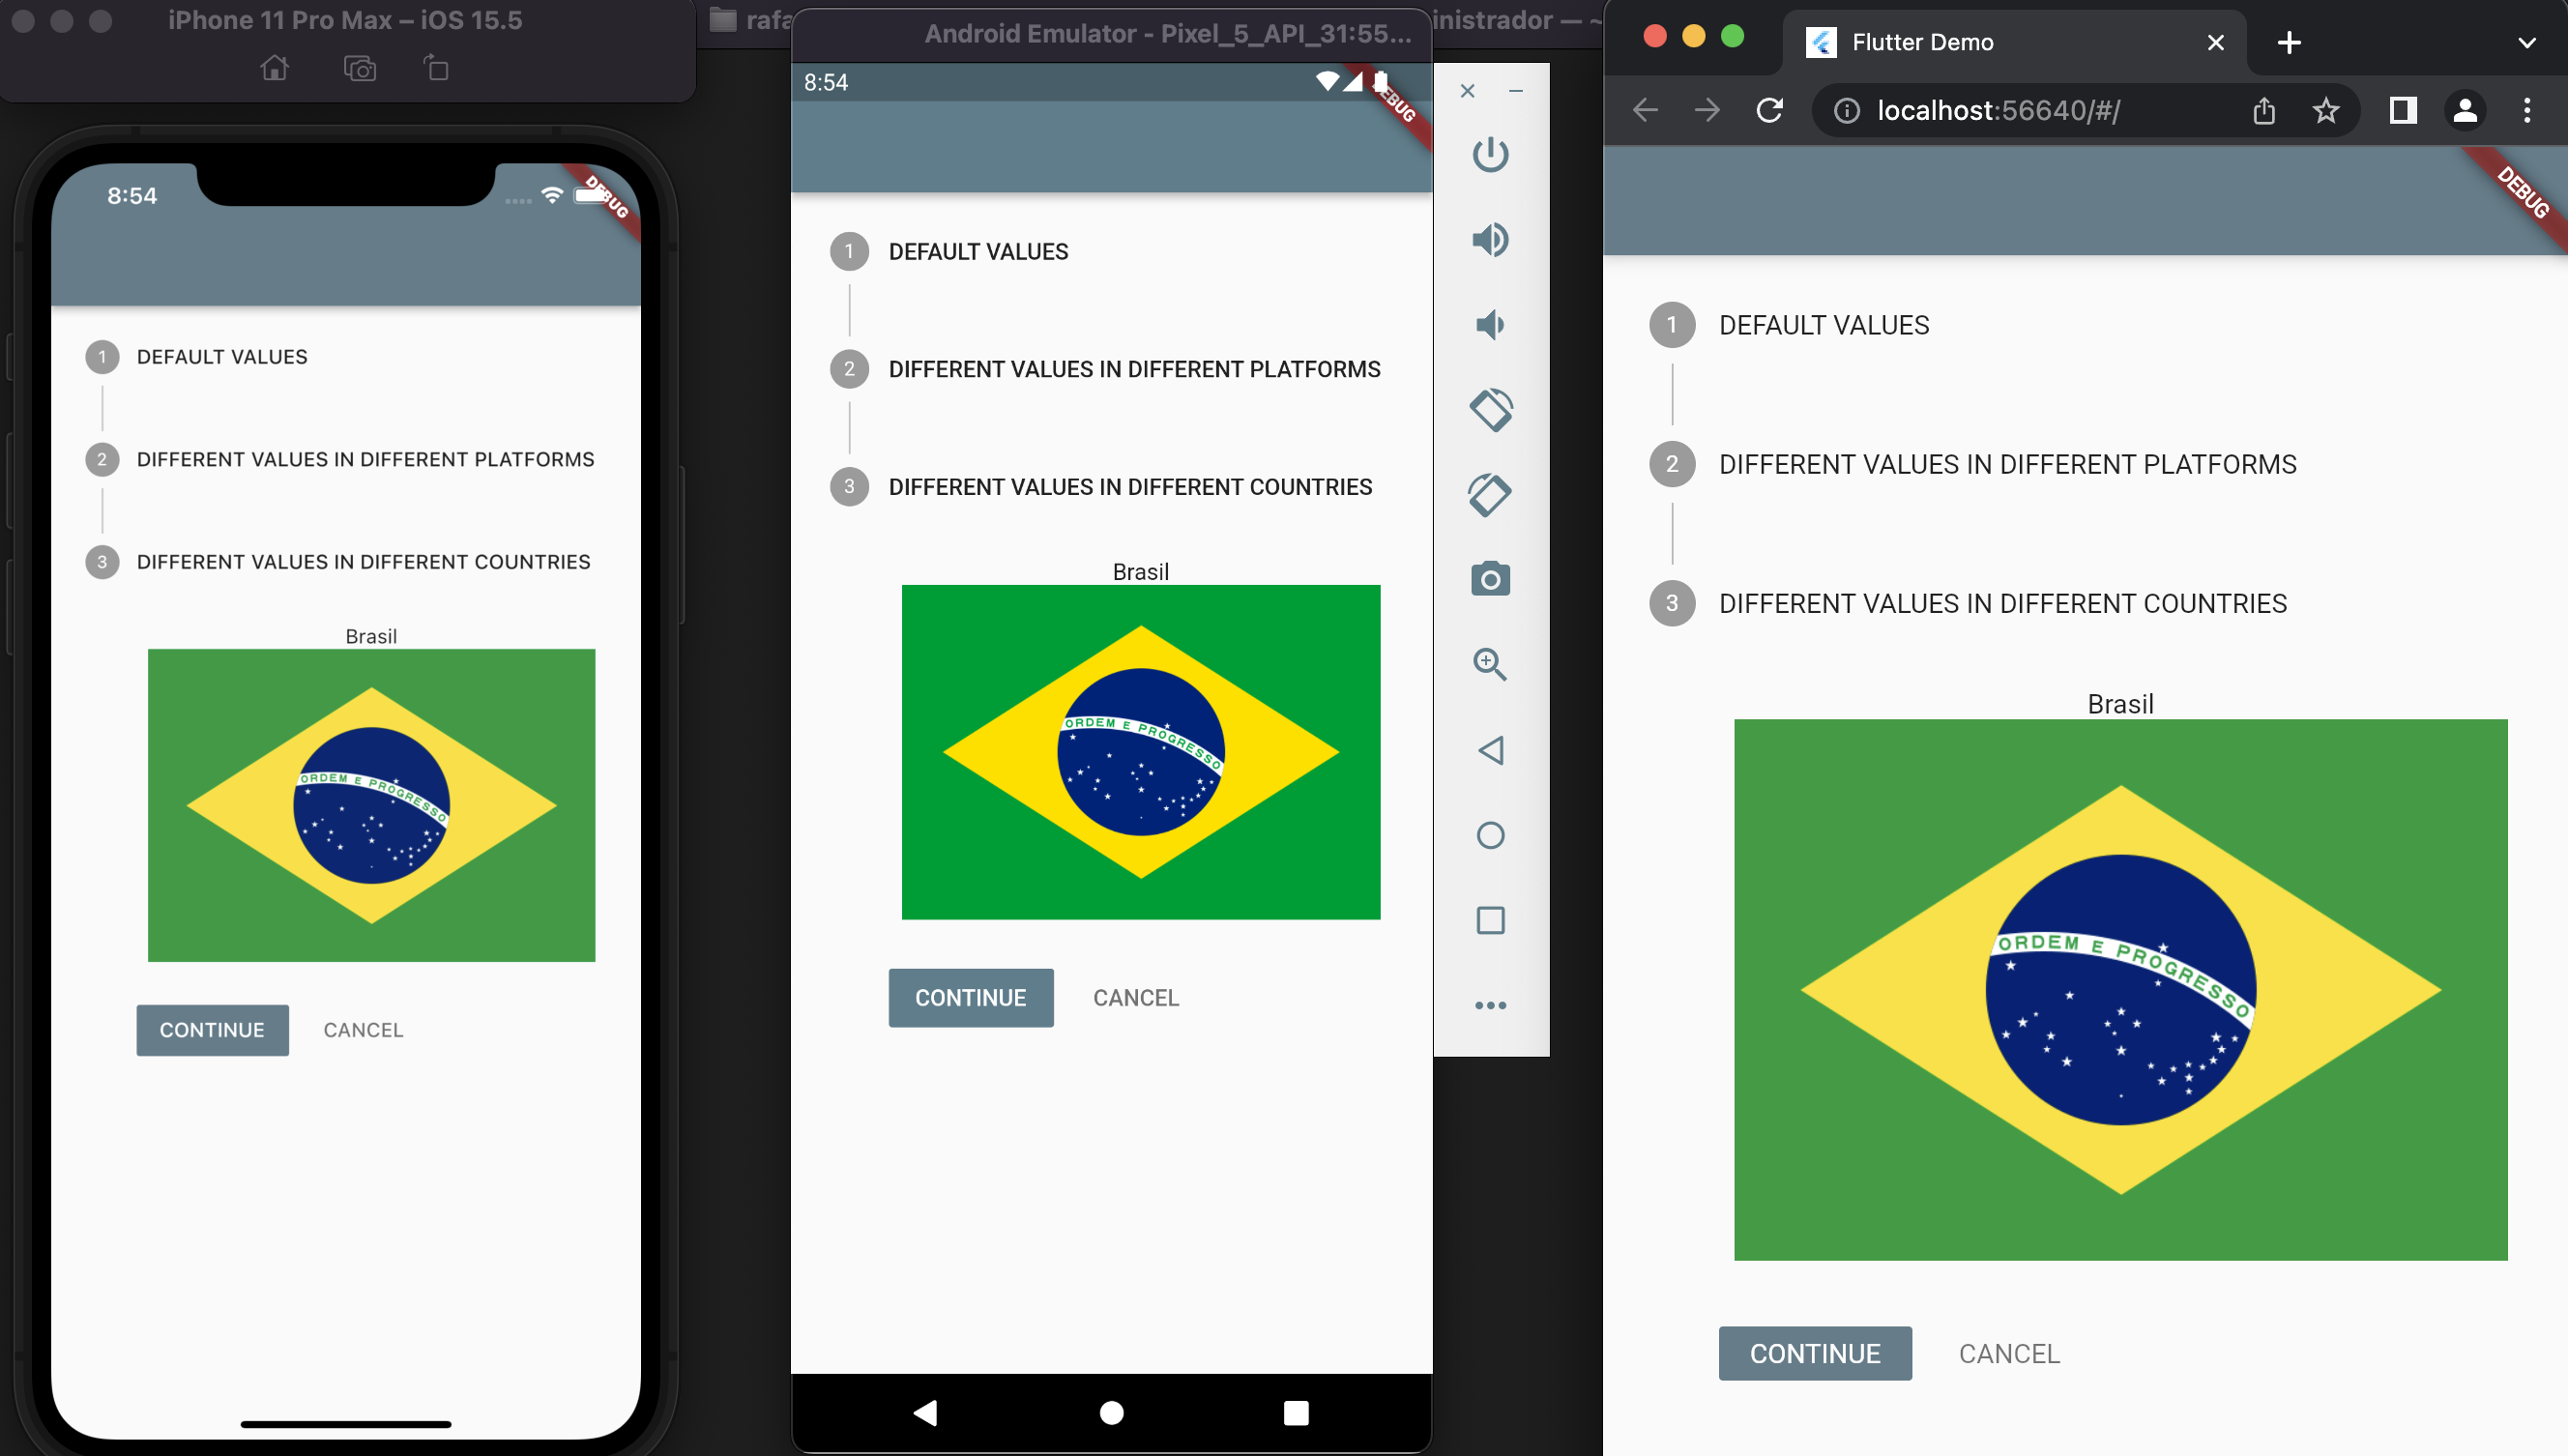 iPhone 11 Pro Max – iOS 15.5
8:54
DEBUG
1 DEFAULT VALUES
2 DIFFERENT VALUES IN DIFFERENT PLATFORMS
3 DIFFERENT VALUES IN DIFFERENT COUNTRIES
Brasil
ORDEM E PROGRESSO
CONTINUE CANCEL
rafa
inistrador — ~
Android Emulator - Pixel_5_API_31:55...
8:54
DEBUG
1 DEFAULT VALUES
2 DIFFERENT VALUES IN DIFFERENT PLATFORMS
3 DIFFERENT VALUES IN DIFFERENT COUNTRIES
Brasil
ORDEM E PROGRESSO
CONTINUE CANCEL
Flutter Demo
localhost:56640/#/
DEBUG
1 DEFAULT VALUES
2 DIFFERENT VALUES IN DIFFERENT PLATFORMS
3 DIFFERENT VALUES IN DIFFERENT COUNTRIES
Brasil
ORDEM E PROGRESSO
CONTINUE CANCEL